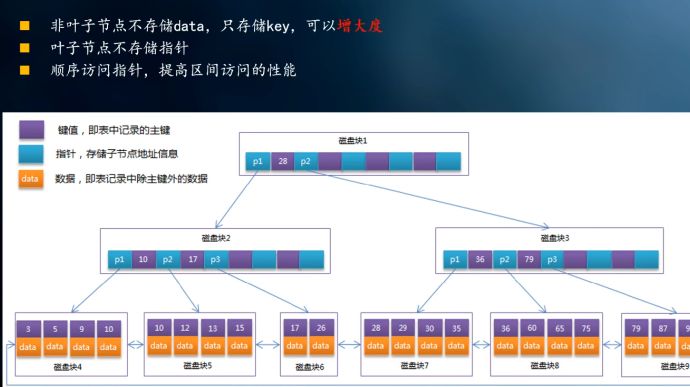 非叶子节点不存储data，只存储key，可以增大度
叶子节点不存储指针
顺序访问指针，提高区间访问的性能
键值，即表中记录的主键
指针，存储子节点地址信息
data 数据，即表记录中除主键外的数据
磁盘块1
p1 28 p2
磁盘块2
p1 10 p2 17 p3
磁盘块3
p1 36 p2 79 p3
3 5 9 10
data data data data
磁盘块4
10 12 13 15
data data data data
磁盘块5
17 26
data data
磁盘块6
28 29 30 35
data data data data
磁盘块7
36 60 65 75
data data data data
磁盘块8
79 87 9
data data data
磁盘块9